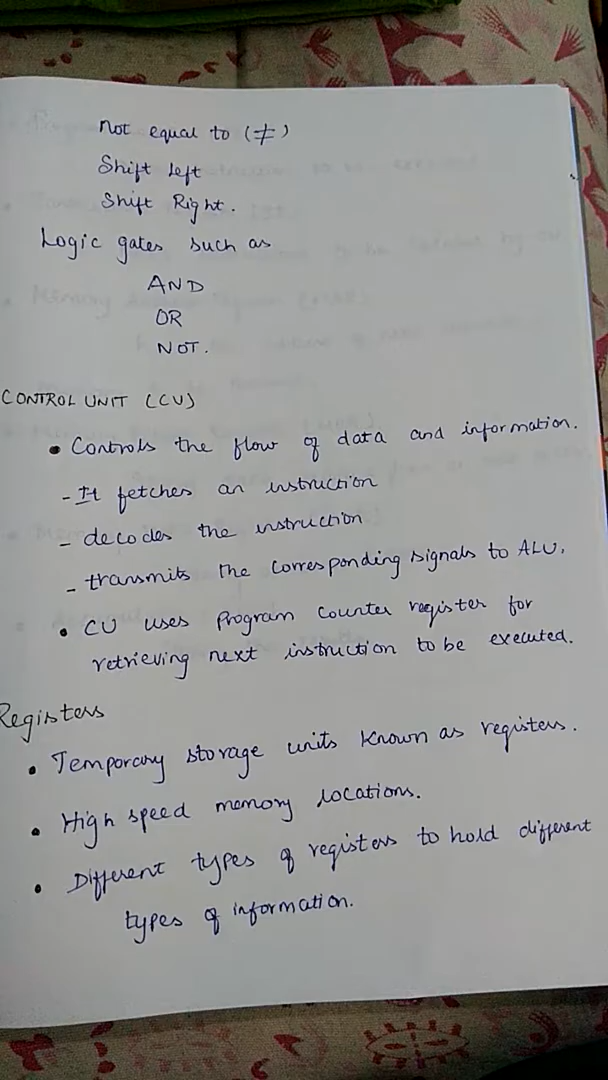 Not equal to (≠)
Shift Left
Shift Right.
Logic gates such as
AND
OR
NOT.
CONTROL UNIT (CU)
• Controls the flow of data and information.
- It fetches an instruction
- decodes the instruction
- transmits the corresponding signals to ALU.
• CU uses Program Counter register for
retrieving next instruction to be executed.
Registers
• Temporary storage units known as registers.
• High speed memory locations.
• Different types of registers to hold different
types of information.